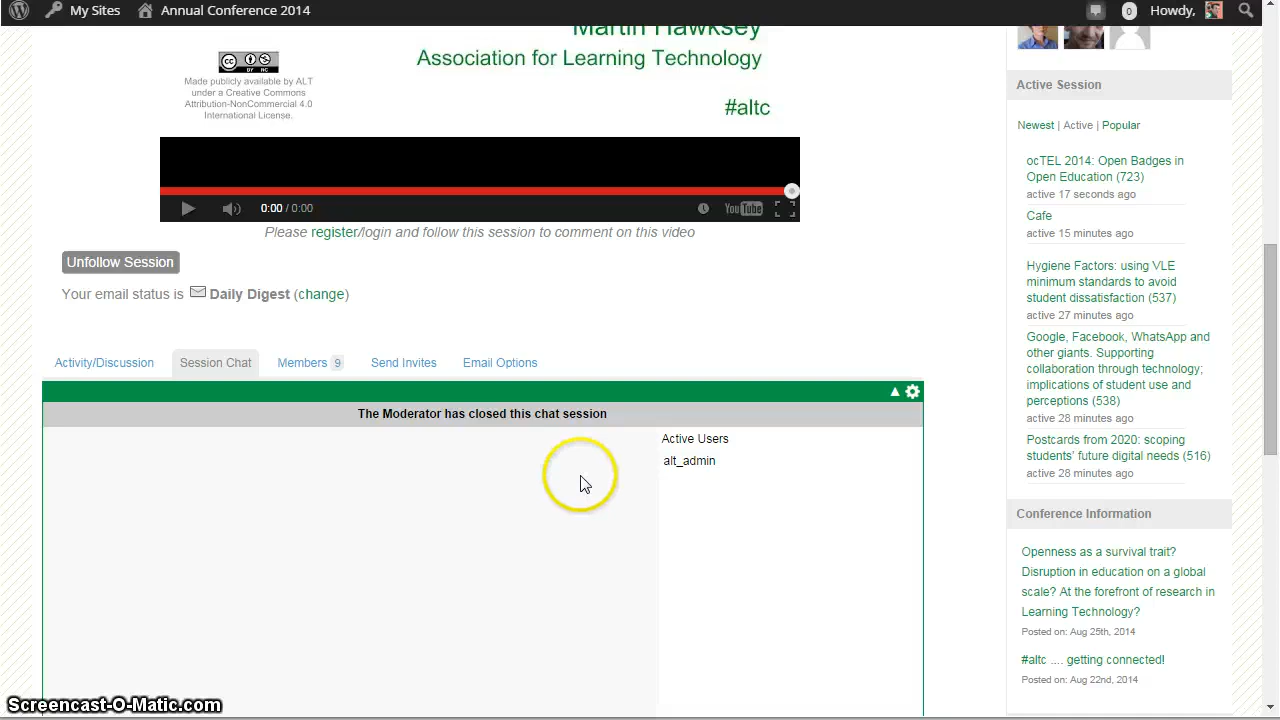 My Sites
Annual Conference 2014
0
Howdy,
Martin Hawksey
Association for Learning Technology
#altc
CC
BY NC
Made publicly available by ALT
under a Creative Commons
Attribution-NonCommercial 4.0
International License.
0:00 / 0:00
YouTube
Please register/login and follow this session to comment on this video
Unfollow Session
Your email status is Daily Digest (change)
Activity/Discussion
Session Chat
Members 9
Send Invites
Email Options
The Moderator has closed this chat session
Active Users
alt_admin
Active Session
Newest | Active | Popular
ocTEL 2014: Open Badges in
Open Education (723)
active 17 seconds ago
Cafe
active 15 minutes ago
Hygiene Factors: using VLE
minimum standards to avoid
student dissatisfaction (537)
active 27 minutes ago
Google, Facebook, WhatsApp and
other giants. Supporting
collaboration through technology;
implications of student use and
perceptions (538)
active 28 minutes ago
Postcards from 2020: scoping
students' future digital needs (516)
active 28 minutes ago
Conference Information
Openness as a survival trait?
Disruption in education on a global
scale? At the forefront of research in
Learning Technology?
Posted on: Aug 25th, 2014
#altc .... getting connected!
Posted on: Aug 22nd, 2014
Screencast-O-Matic.com